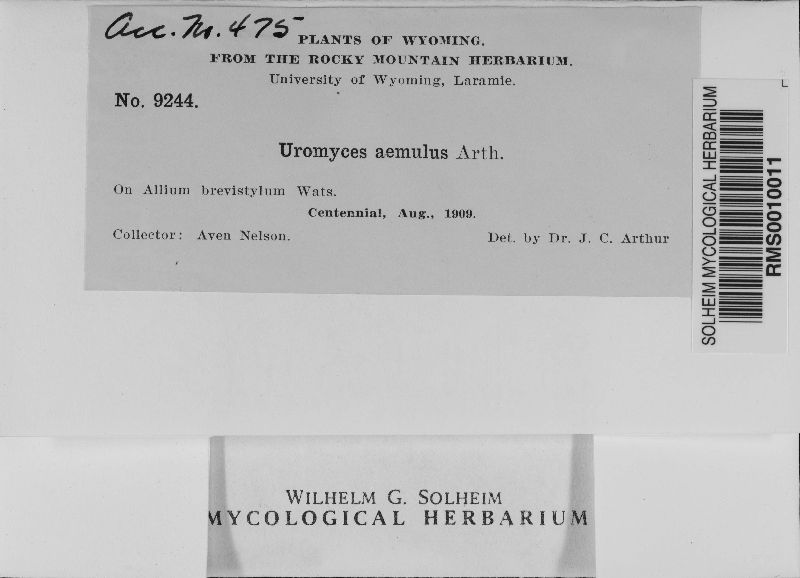 Acc. No. 475
PLANTS OF WYOMING.
FROM THE ROCKY MOUNTAIN HERBARIUM.
University of Wyoming, Laramie.
No. 9244.
Uromyces aemulus Arth.
On Allium brevistylum Wats.
Centennial, Aug., 1909.
Collector: Aven Nelson. Det. by Dr. J. C. Arthur
SOLHEIM MYCOLOGICAL HERBARIUM
RMS0010011
WILHELM G. SOLHEIM
MYCOLOGICAL HERBARIUM